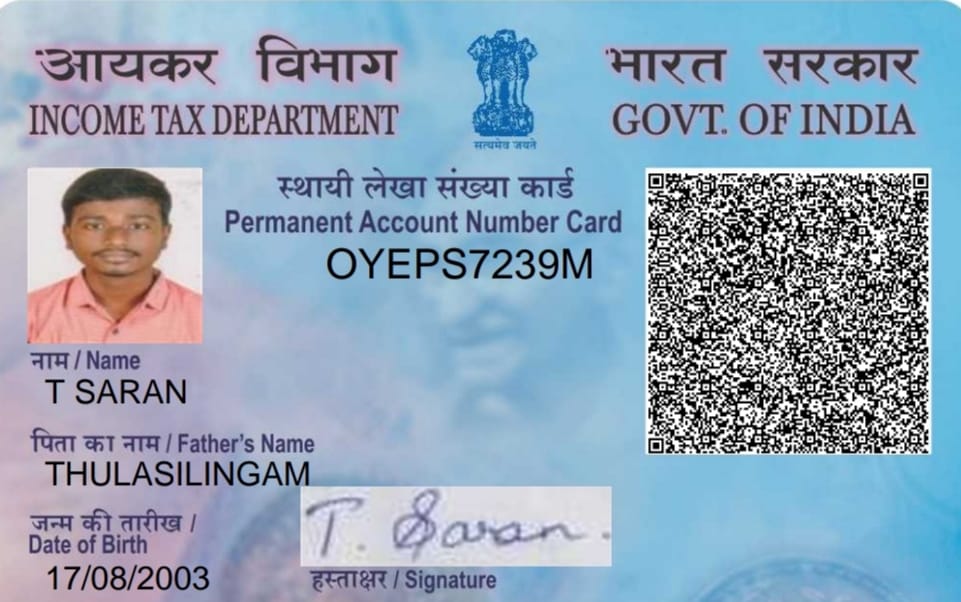 आयकर विभाग
INCOME TAX DEPARTMENT
सत्यमेव जयते
भारत सरकार
GOVT. OF INDIA
स्थायी लेखा संख्या कार्ड
Permanent Account Number Card
OYEPS7239M
नाम / Name
T SARAN
पिता का नाम / Father's Name
THULASILINGAM
जन्म की तारीख /
Date of Birth
17/08/2003
T. Saran.
हस्ताक्षर / Signature